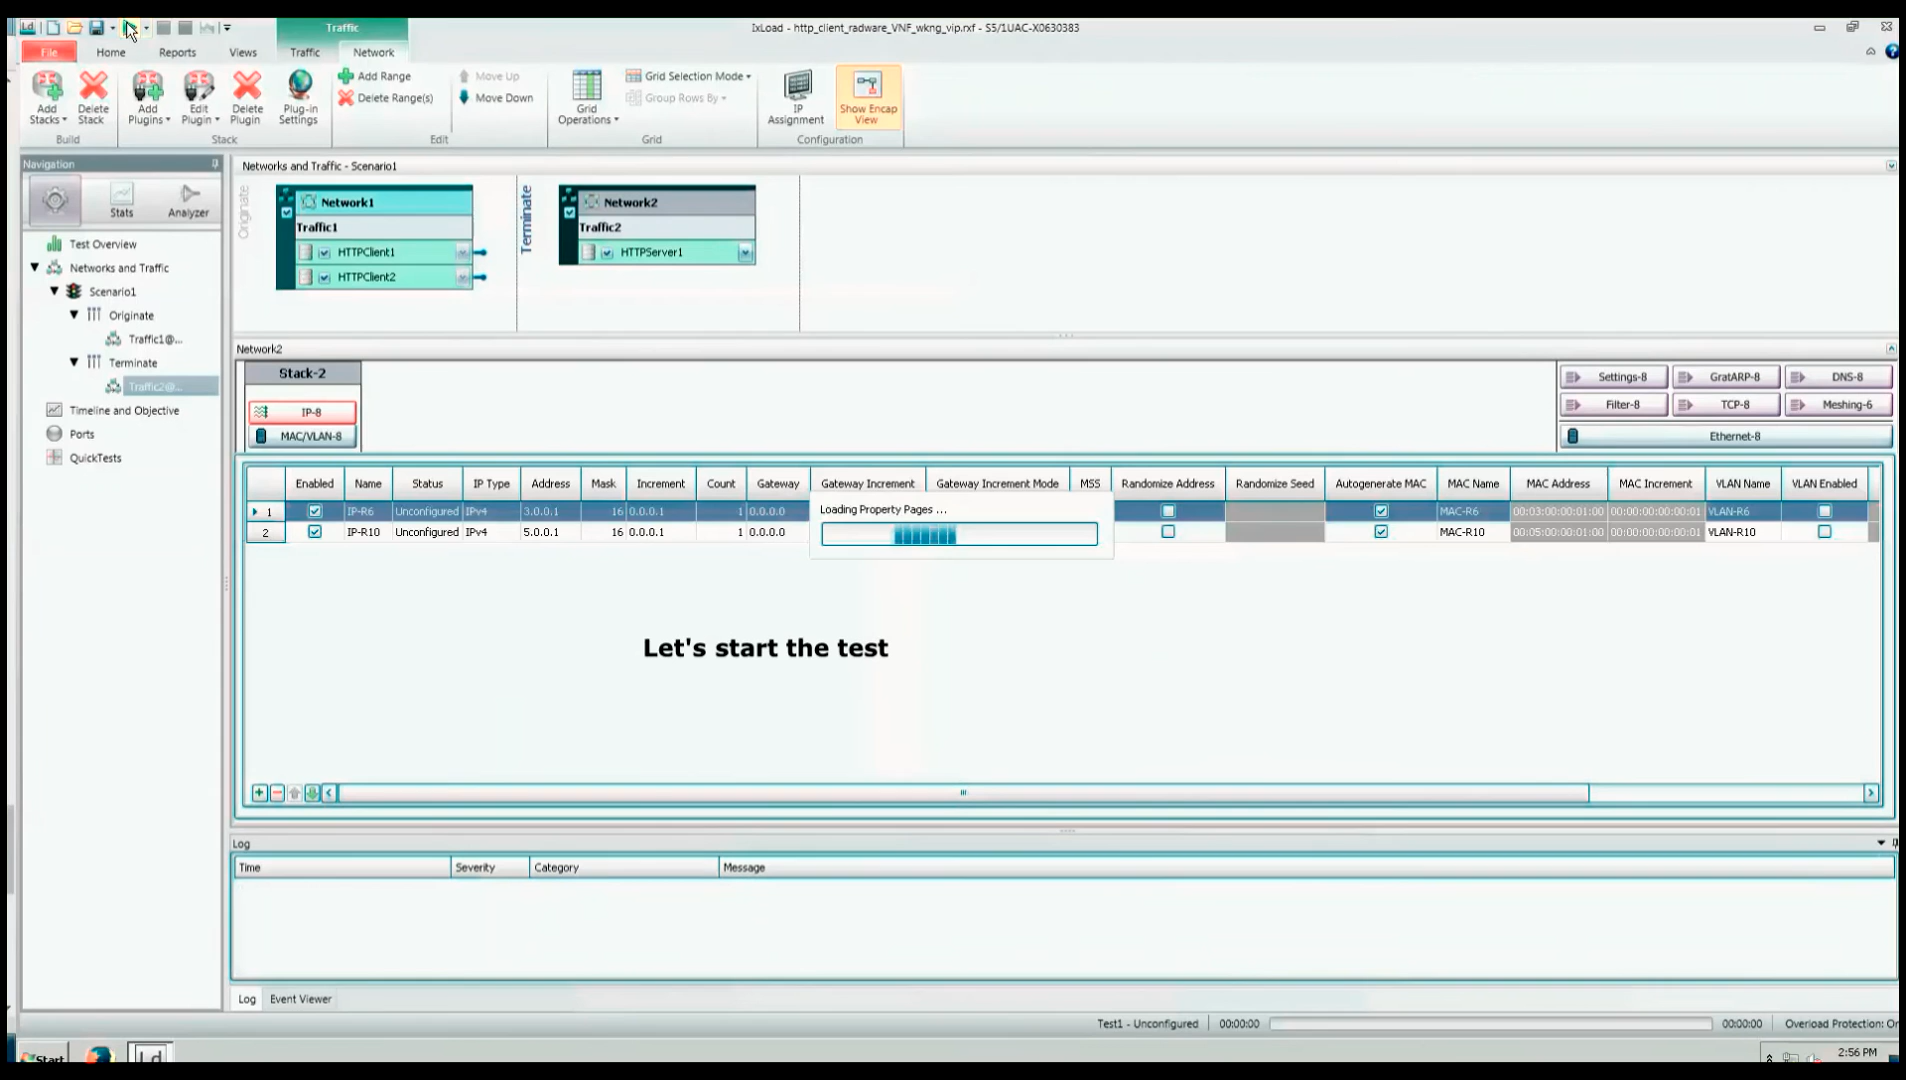 Ld
Traffic
IxLoad - http_client_radware_VNF_wkng_vip.rxf - S5/1UAC-X0630383
File Home Reports Views Traffic Network
Add Stacks
Delete Stack
Build
Add Plugins
Edit Plugin
Delete Plugin
Plug-in Settings
Stack
Add Range
Delete Range(s)
Move Up
Move Down
Edit
Grid Operations
Grid Selection Mode
Group Rows By
Grid
IP Assignment
Show Encap View
Configuration
Navigation
Stats Analyzer
Test Overview
Networks and Traffic
Scenario1
Originate
Traffic1@...
Terminate
Traffic2@...
Timeline and Objective
Ports
QuickTests
Networks and Traffic - Scenario1
Originate
Network1
Traffic1
HTTPClient1
HTTPClient2
Terminate
Network2
Traffic2
HTTPServer1
Network2
Stack-2
IP-8
MAC/VLAN-8
Settings-8 GratARP-8 DNS-8
Filter-8 TCP-8 Meshing-6
Ethernet-8
Enabled Name Status IP Type Address Mask Increment Count Gateway Gateway Increment Gateway Increment Mode MSS Randomize Address Randomize Seed Autogenerate MAC MAC Name MAC Address MAC Increment VLAN Name VLAN Enabled
1 IP-R6 Unconfigured IPv4 3.0.0.1 16 0.0.0.1 1 0.0.0.0 MAC-R6 00:03:00:00:01:00 00:00:00:00:00:01 VLAN-R6
2 IP-R10 Unconfigured IPv4 5.0.0.1 16 0.0.0.1 1 0.0.0.0 MAC-R10 00:05:00:00:01:00 00:00:00:00:00:01 VLAN-R10
Loading Property Pages ...
Let's start the test
Log
Time Severity Category Message
Log Event Viewer
Test1 - Unconfigured 00:00:00 00:00:00 Overload Protection: On
Start Ld 2:56 PM